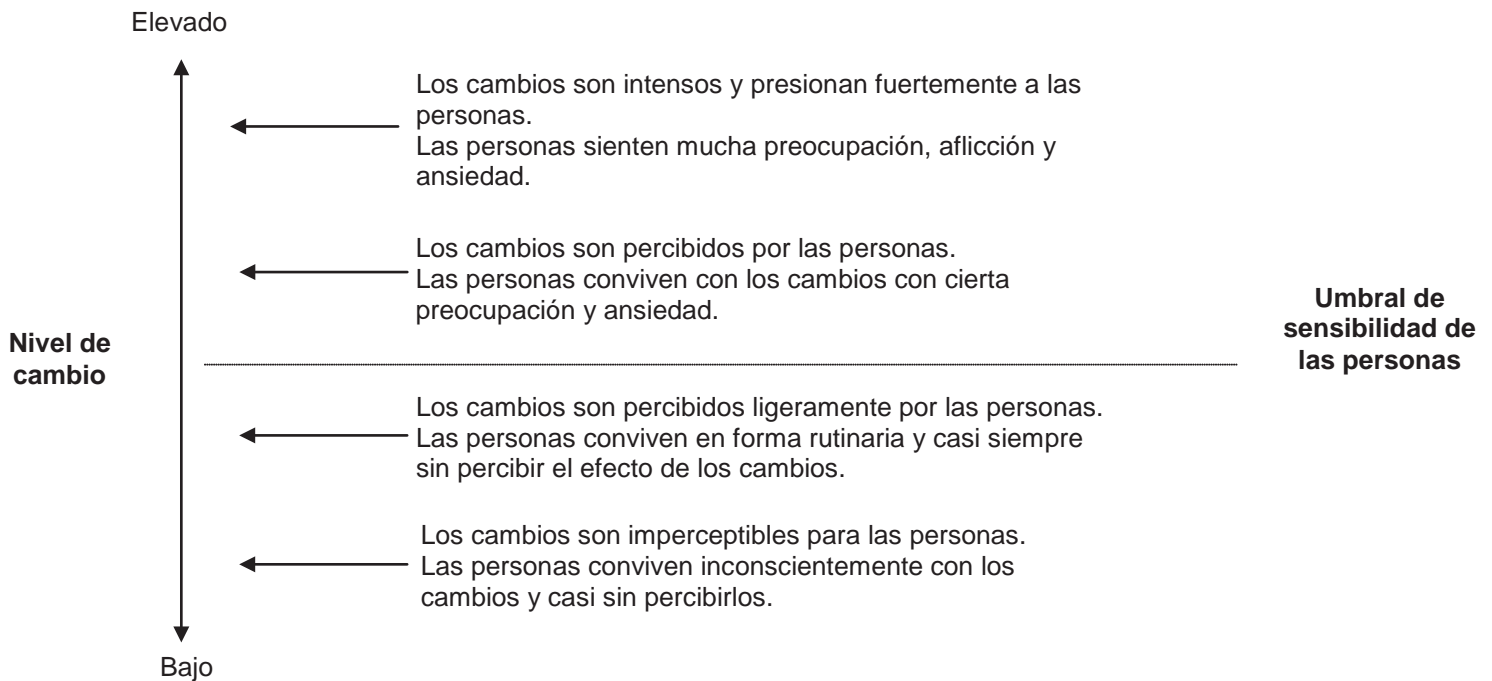 Elevado
Los cambios son intensos y presionan fuertemente a las
personas.
Las personas sienten mucha preocupación, aflicción y
ansiedad.
Los cambios son percibidos por las personas.
Las personas conviven con los cambios con cierta
preocupación y ansiedad.
Umbral de
sensibilidad de
las personas
Nivel de
cambio
Los cambios son percibidos ligeramente por las personas.
Las personas conviven en forma rutinaria y casi siempre
sin percibir el efecto de los cambios.
Los cambios son imperceptibles para las personas.
Las personas conviven inconscientemente con los
cambios y casi sin percibirlos.
Bajo